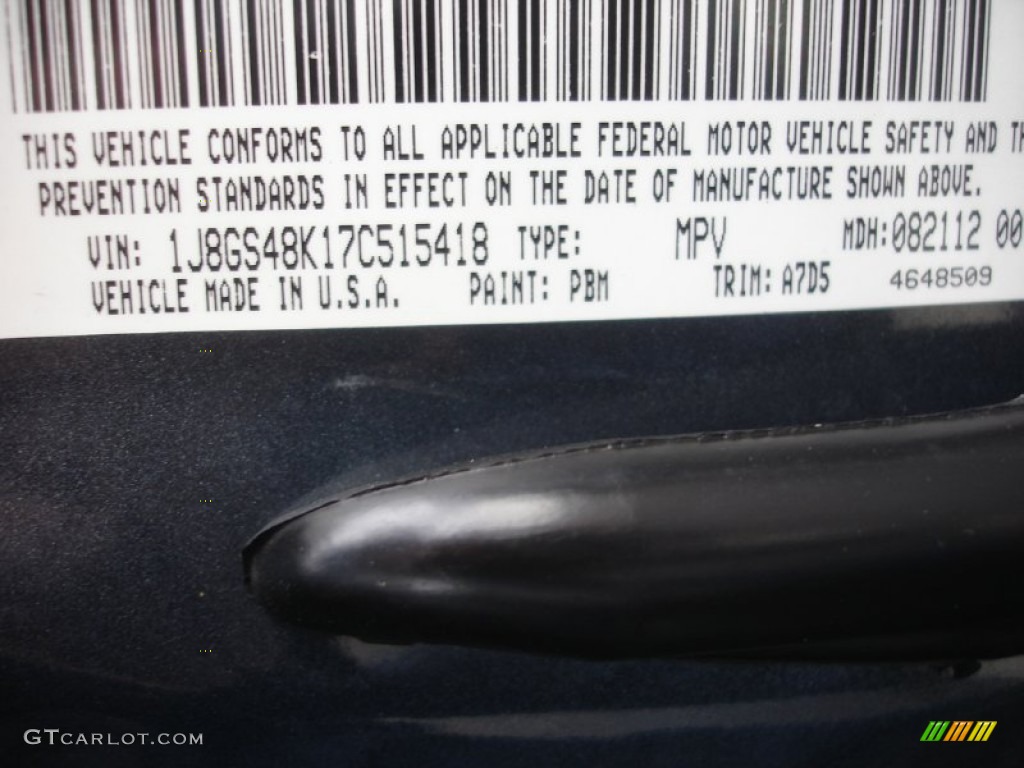 THIS VEHICLE CONFORMS TO ALL APPLICABLE FEDERAL MOTOR VEHICLE SAFETY AND TH
PREVENTION STANDARDS IN EFFECT ON THE DATE OF MANUFACTURE SHOWN ABOVE.
VIN: 1J8GS48K17C515418 TYPE: MPV MDH:082112 00
VEHICLE MADE IN U.S.A. PAINT: PBM TRIM: A7D5 4648509
GTCARLOT.COM